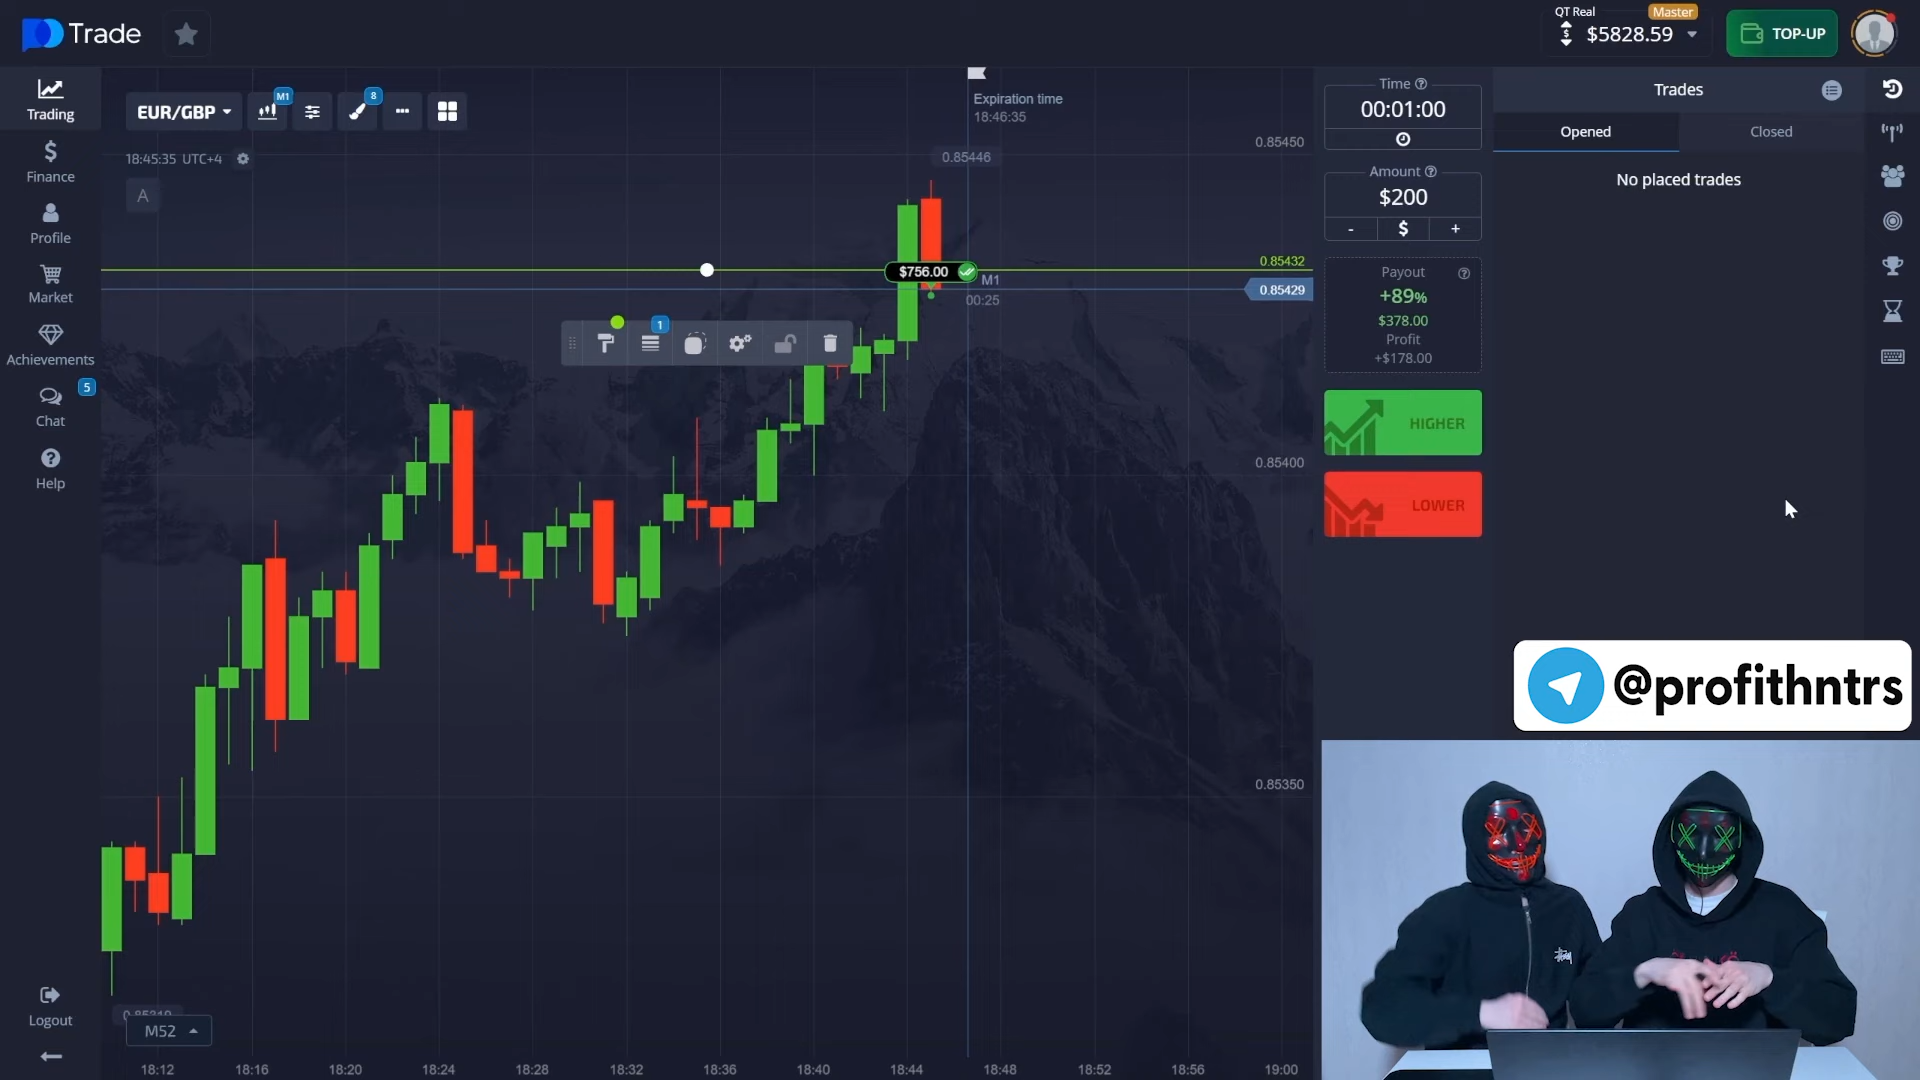 Trade
QT Real
Master
$5828.59
TOP-UP
Trading
Finance
Profile
Market
Achievements
Chat
5
Help
Logout
EUR/GBP
M1
8
18:45:35 UTC+4
A
Expiration time
18:46:35
0.85446
0.85450
0.85432
0.85429
0.85400
0.85350
$756.00
M1
00:25
1
M52
18:12
18:16
18:20
18:24
18:28
18:32
18:36
18:40
18:44
18:48
18:52
18:56
19:00
Time
00:01:00
Amount
$200
- $ +
Payout
+89%
$378.00
Profit
+$178.00
HIGHER
LOWER
Trades
Opened
Closed
No placed trades
@profithntrs